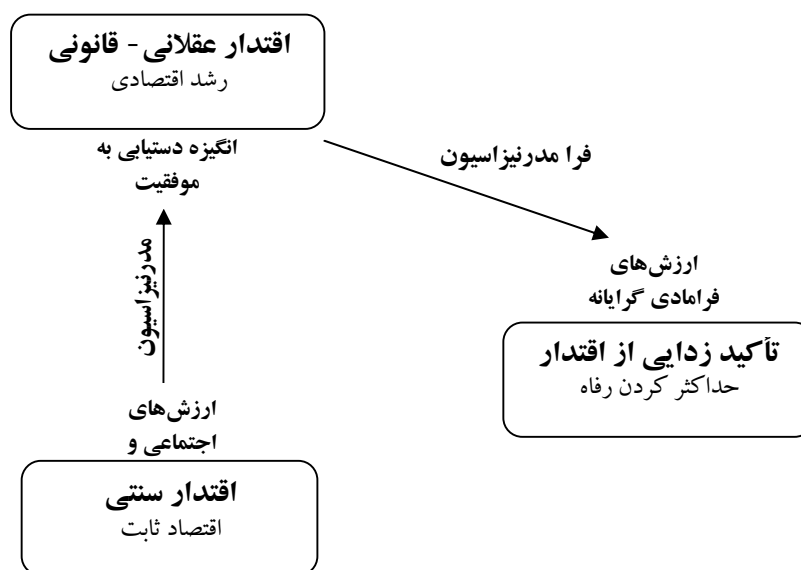 اقتدار عقلانی - قانونی
رشد اقتصادی
انگیزه دستیابی به
موفقیت
فرا مدرنیزاسیون
مدرنیزاسیون
ارزش‌های
فرامادی گرایانه
تأکید زدایی از اقتدار
حداکثر کردن رفاه
ارزش‌های
اجتماعی و
اقتدار سنتی
اقتصاد ثابت